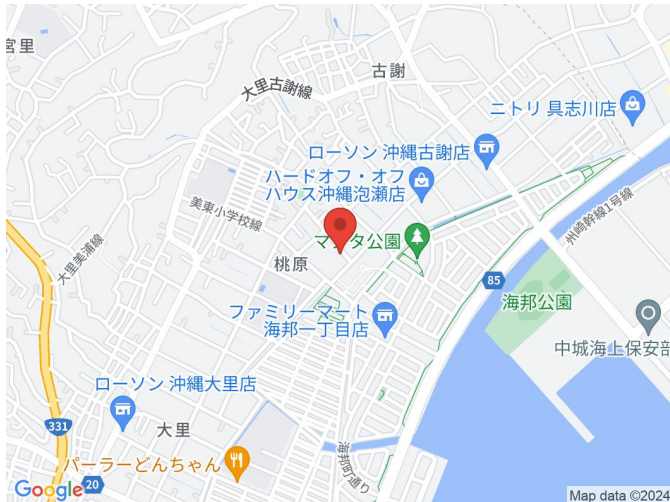 宮里
古謝
大里古謝線
ニトリ 具志川店
ローソン 沖縄古謝店
ハードオフ・オフ
ハウス沖縄泡瀬店
美東小学校線
州崎幹線1号線
大里美浦線
桃原
85
海邦公園
ファミリーマート
海邦一丁目店
中城海上保安部
ローソン 沖縄大里店
331
大里
パーラーどんちゃん
海邦町通り
20
Google
Map data ©2024